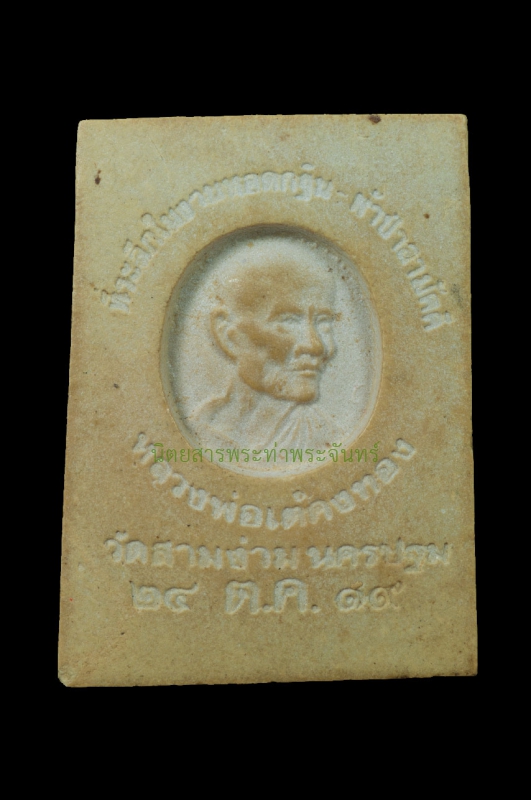 ที่ระลึกในงานทอดกฐิน - ผ้าป่าสามัคคี
นิตยสารพระท่าพระจันทร์
หลวงพ่อเต๋คงทอง
วัดสามง่าม นครปฐม
๒๔ ต.ค. ๑๙